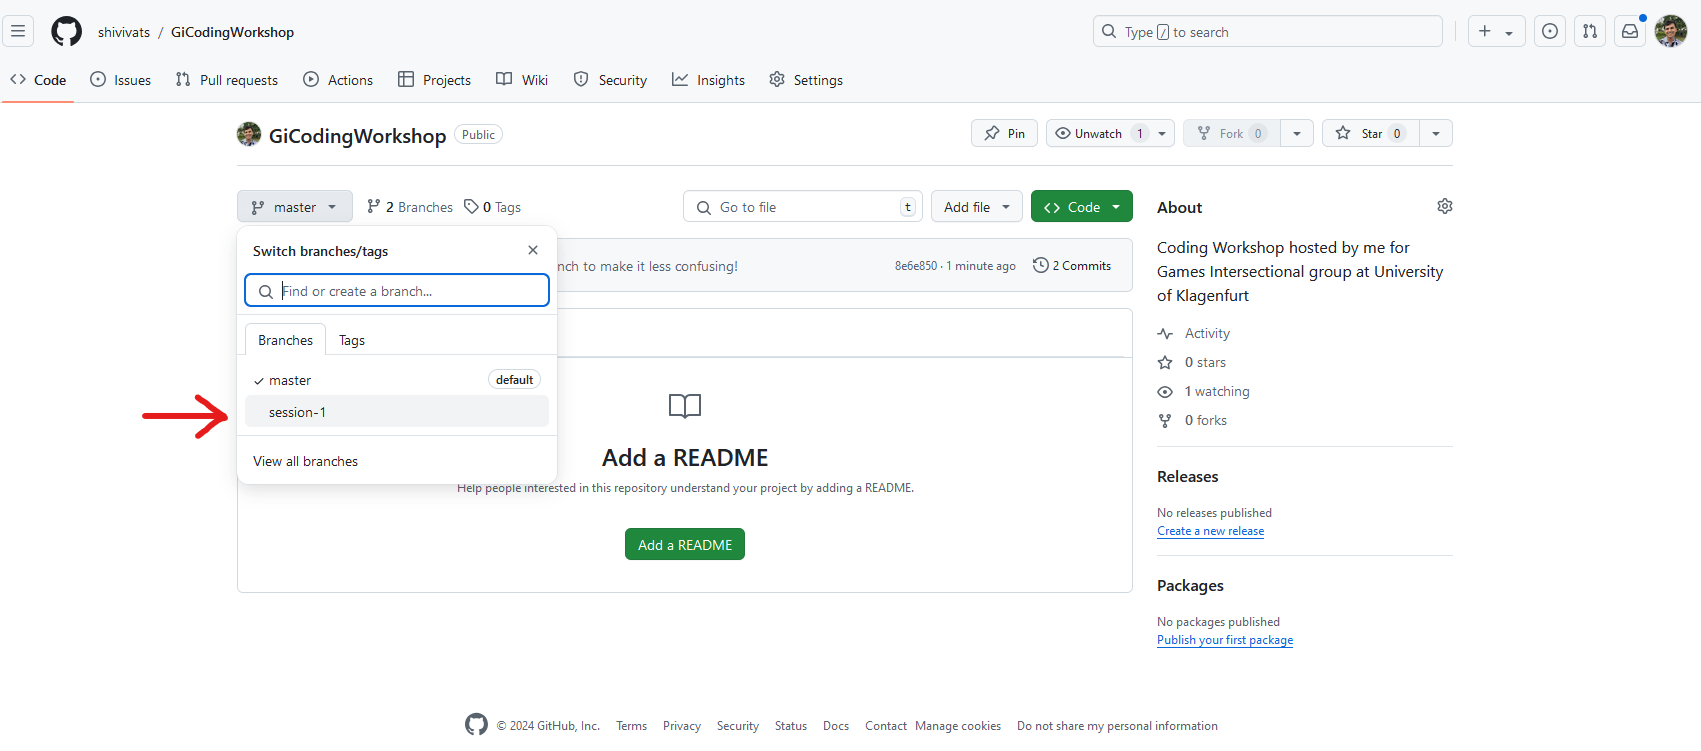 shivivats / GiCodingWorkshop
Type / to search
Code Issues Pull requests Actions Projects Wiki Security Insights Settings
GiCodingWorkshop Public
Pin Unwatch 1 Fork 0 Star 0
master 2 Branches 0 Tags
Go to file t Add file Code
Switch branches/tags
Find or create a branch...
Branches Tags
master default
session-1
View all branches
nch to make it less confusing! 8e6e850 · 1 minute ago 2 Commits
Add a README
Help people interested in this repository understand your project by adding a README.
Add a README
About
Coding Workshop hosted by me for
Games Intersectional group at University
of Klagenfurt
Activity
0 stars
1 watching
0 forks
Releases
No releases published
Create a new release
Packages
No packages published
Publish your first package
© 2024 GitHub, Inc. Terms Privacy Security Status Docs Contact Manage cookies Do not share my personal information